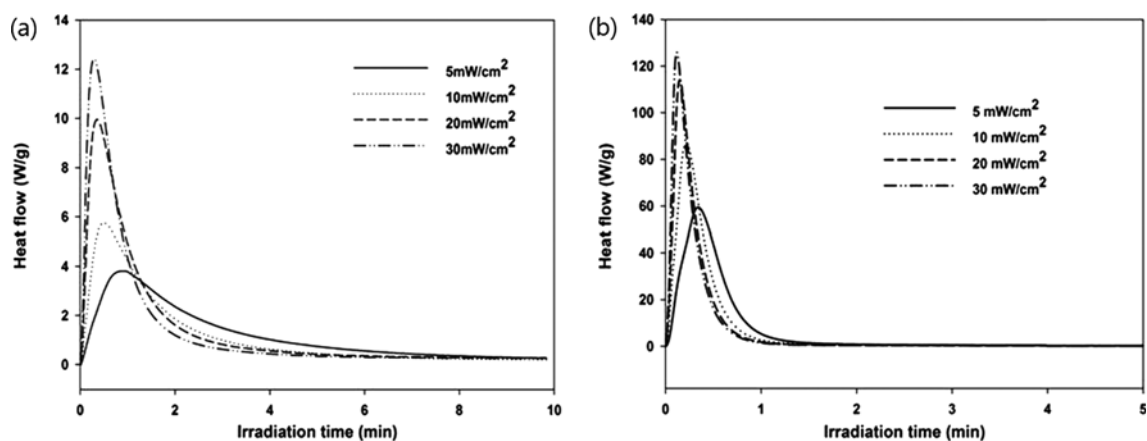 (a)
14
12
10
8
6
4
2
0
Heat flow (W/g)
5mW/cm²
10mW/cm²
20mW/cm²
30mW/cm²
0 2 4 6 8 10
Irradiation time (min)
(b)
140
120
100
80
60
40
20
0
Heat flow (W/g)
5 mW/cm²
10 mW/cm²
20 mW/cm²
30 mW/cm²
0 1 2 3 4 5
Irradiation time (min)